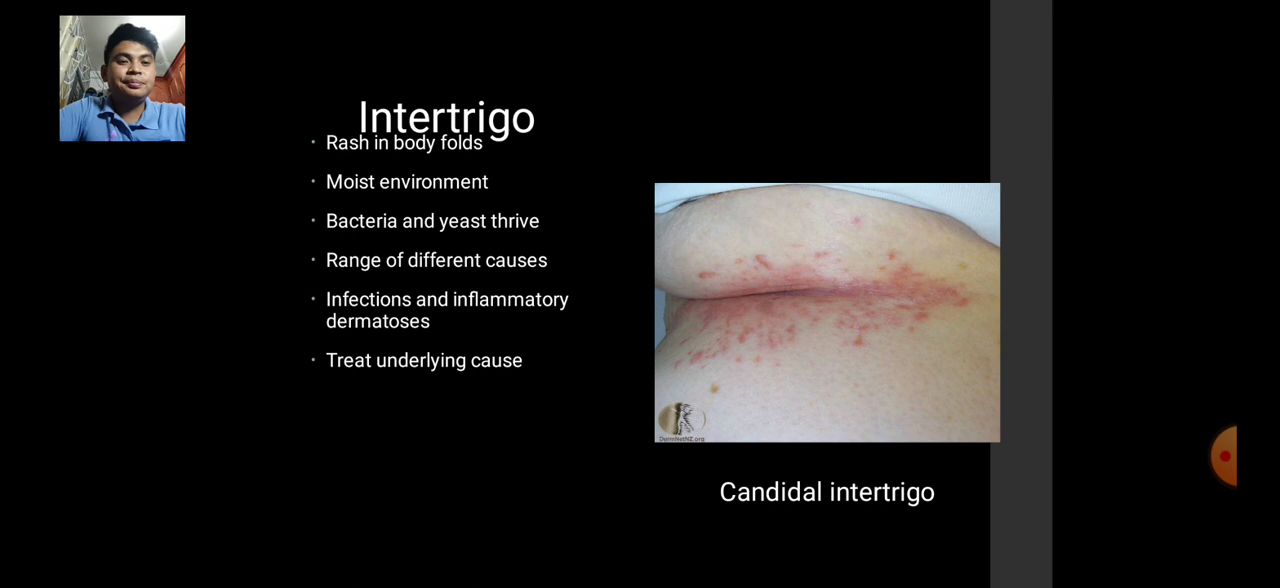 Intertrigo
• Rash in body folds
• Moist environment
• Bacteria and yeast thrive
• Range of different causes
• Infections and inflammatory
dermatoses
• Treat underlying cause
DermNetNZ.org
Candidal intertrigo